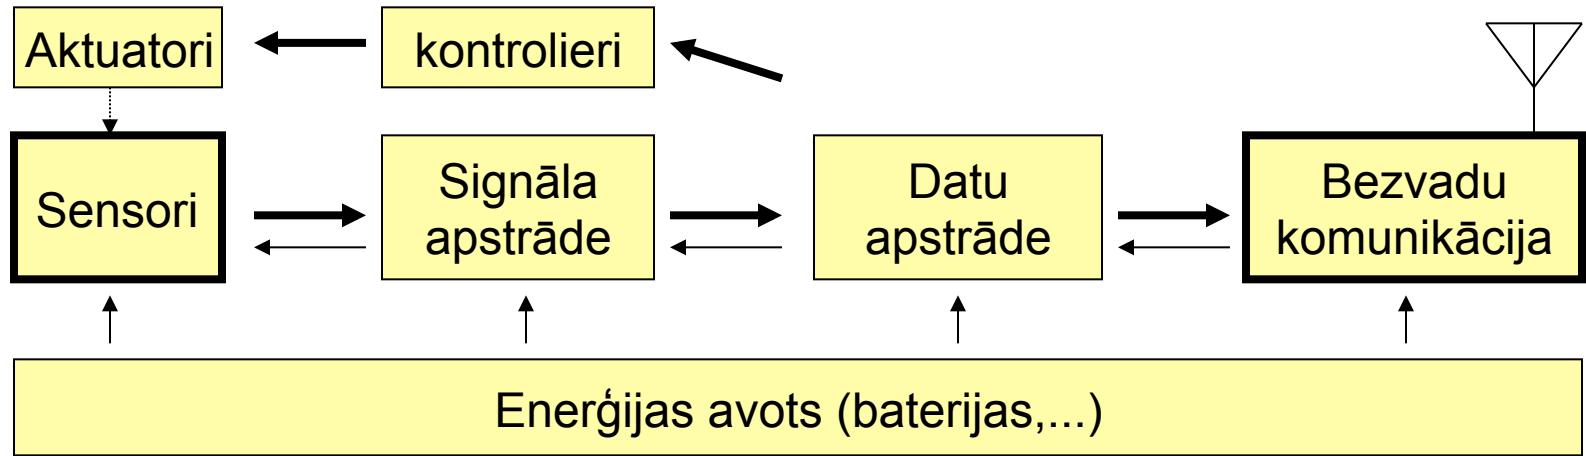 Aktuatori
kontrolieri
Sensori
Signāla
apstrāde
Datu
apstrāde
Bezvadu
komunikācija
Enerģijas avots (baterijas,...)